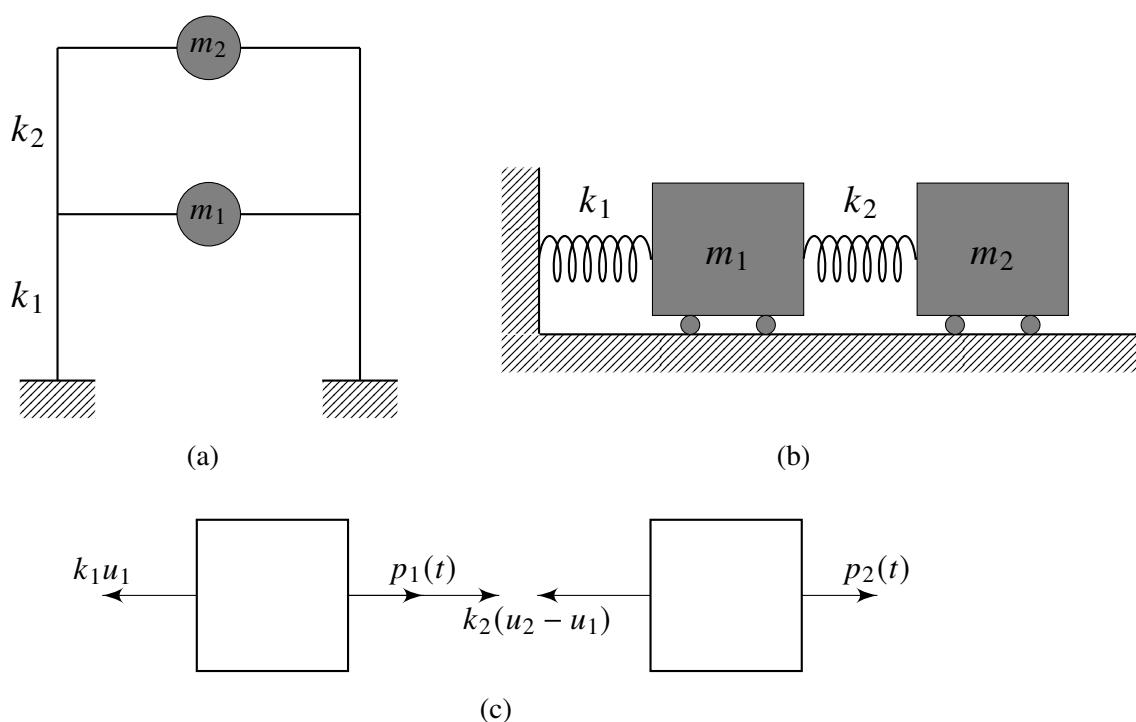 m₂
k₂
m₁
k₁
(a)
k₁ k₂
m₁ m₂
(b)
k₁u₁ p₁(t) p₂(t)
k₂(u₂ − u₁)
(c)